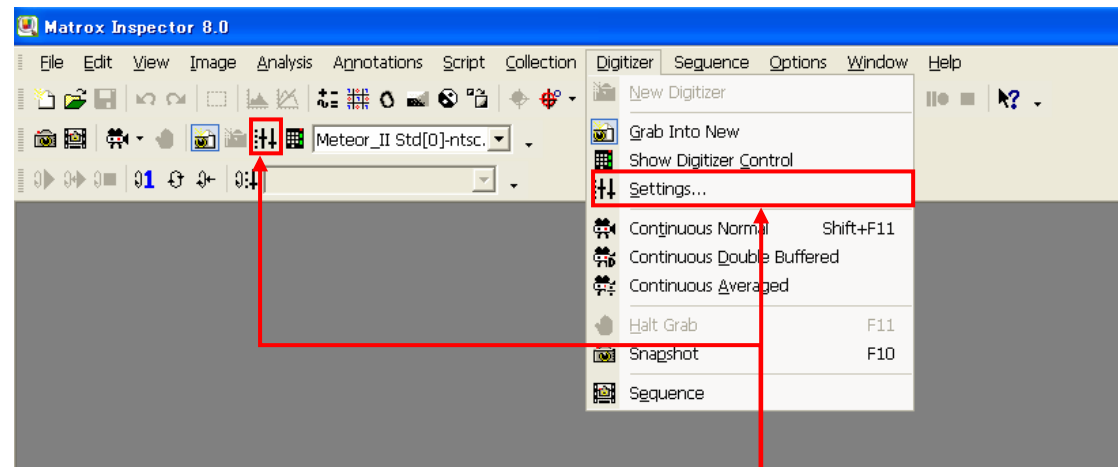 Matrox Inspector 8.0
File Edit View Image Analysis Annotations Script Collection Digitizer Sequence Options Window Help
New Digitizer
Meteor_II Std[0]-ntsc.
Grab Into New
Show Digitizer Control
Settings...
Continuous Normal Shift+F11
Continuous Double Buffered
Continuous Averaged
Halt Grab F11
Snapshot F10
Sequence